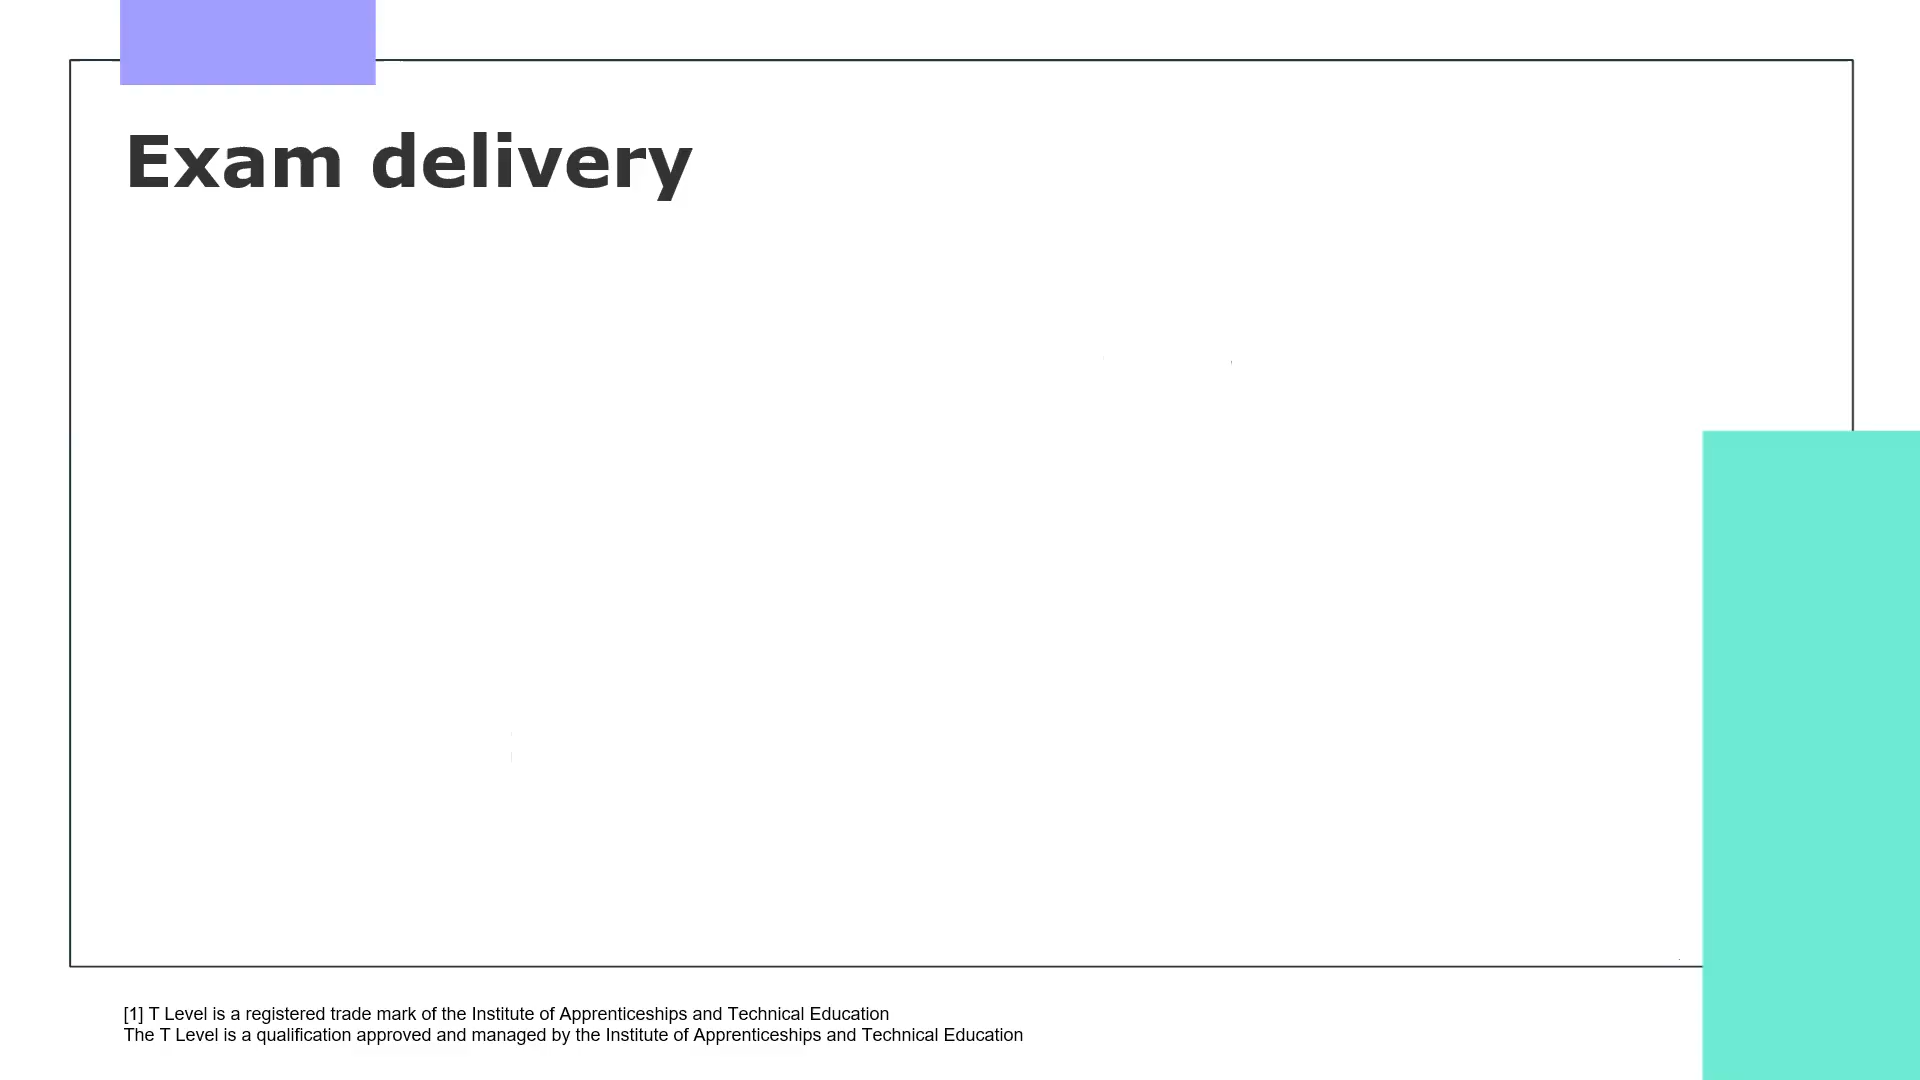 Exam delivery
[1] T Level is a registered trade mark of the Institute of Apprenticeships and Technical Education
The T Level is a qualification approved and managed by the Institute of Apprenticeships and Technical Education